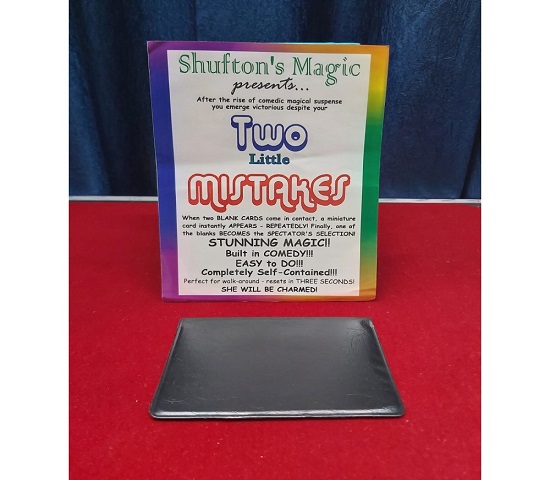 Shufton's Magic
presents...
After the rise of comedic magical suspense
you emerge victorious despite your
Two
Little
MISTAKES
When two BLANK CARDS come in contact, a miniature
card instantly APPEARS - REPEATEDLY! Finally, one of
the blanks BECOMES the SPECTATOR'S SELECTION!
STUNNING MAGIC!!
Built in COMEDY!!!
EASY to DO!!!
Completely Self-Contained!!!
Perfect for walk-around - resets in THREE SECONDS!
SHE WILL BE CHARMED!